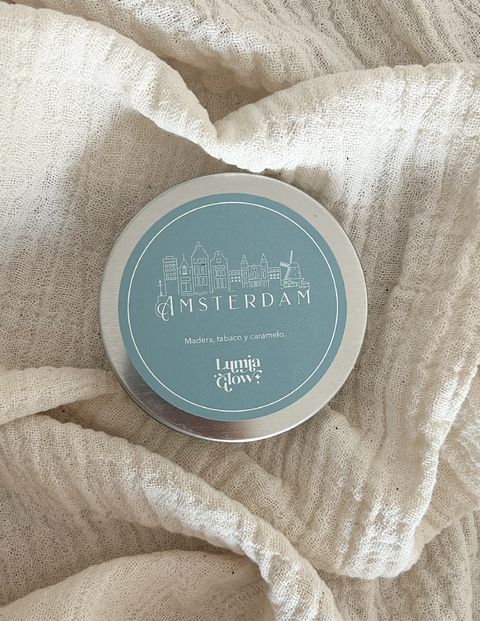 AMSTERDAM
Madera, tabaco y caramelo.
Lumia
Glow